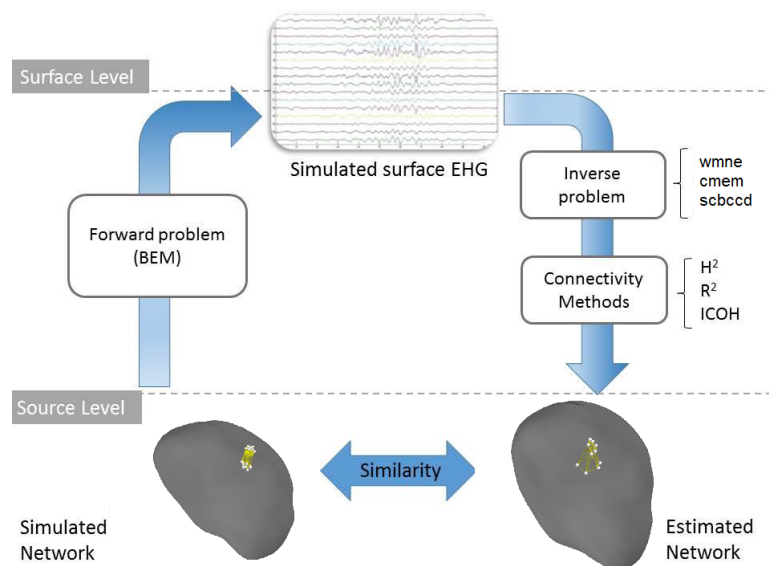 Surface Level
Simulated surface EHG
Forward problem
(BEM)
Inverse
problem
wmne
cmem
scbccd
Connectivity
Methods
H²
R²
ICOH
Source Level
Similarity
Simulated
Network
Estimated
Network